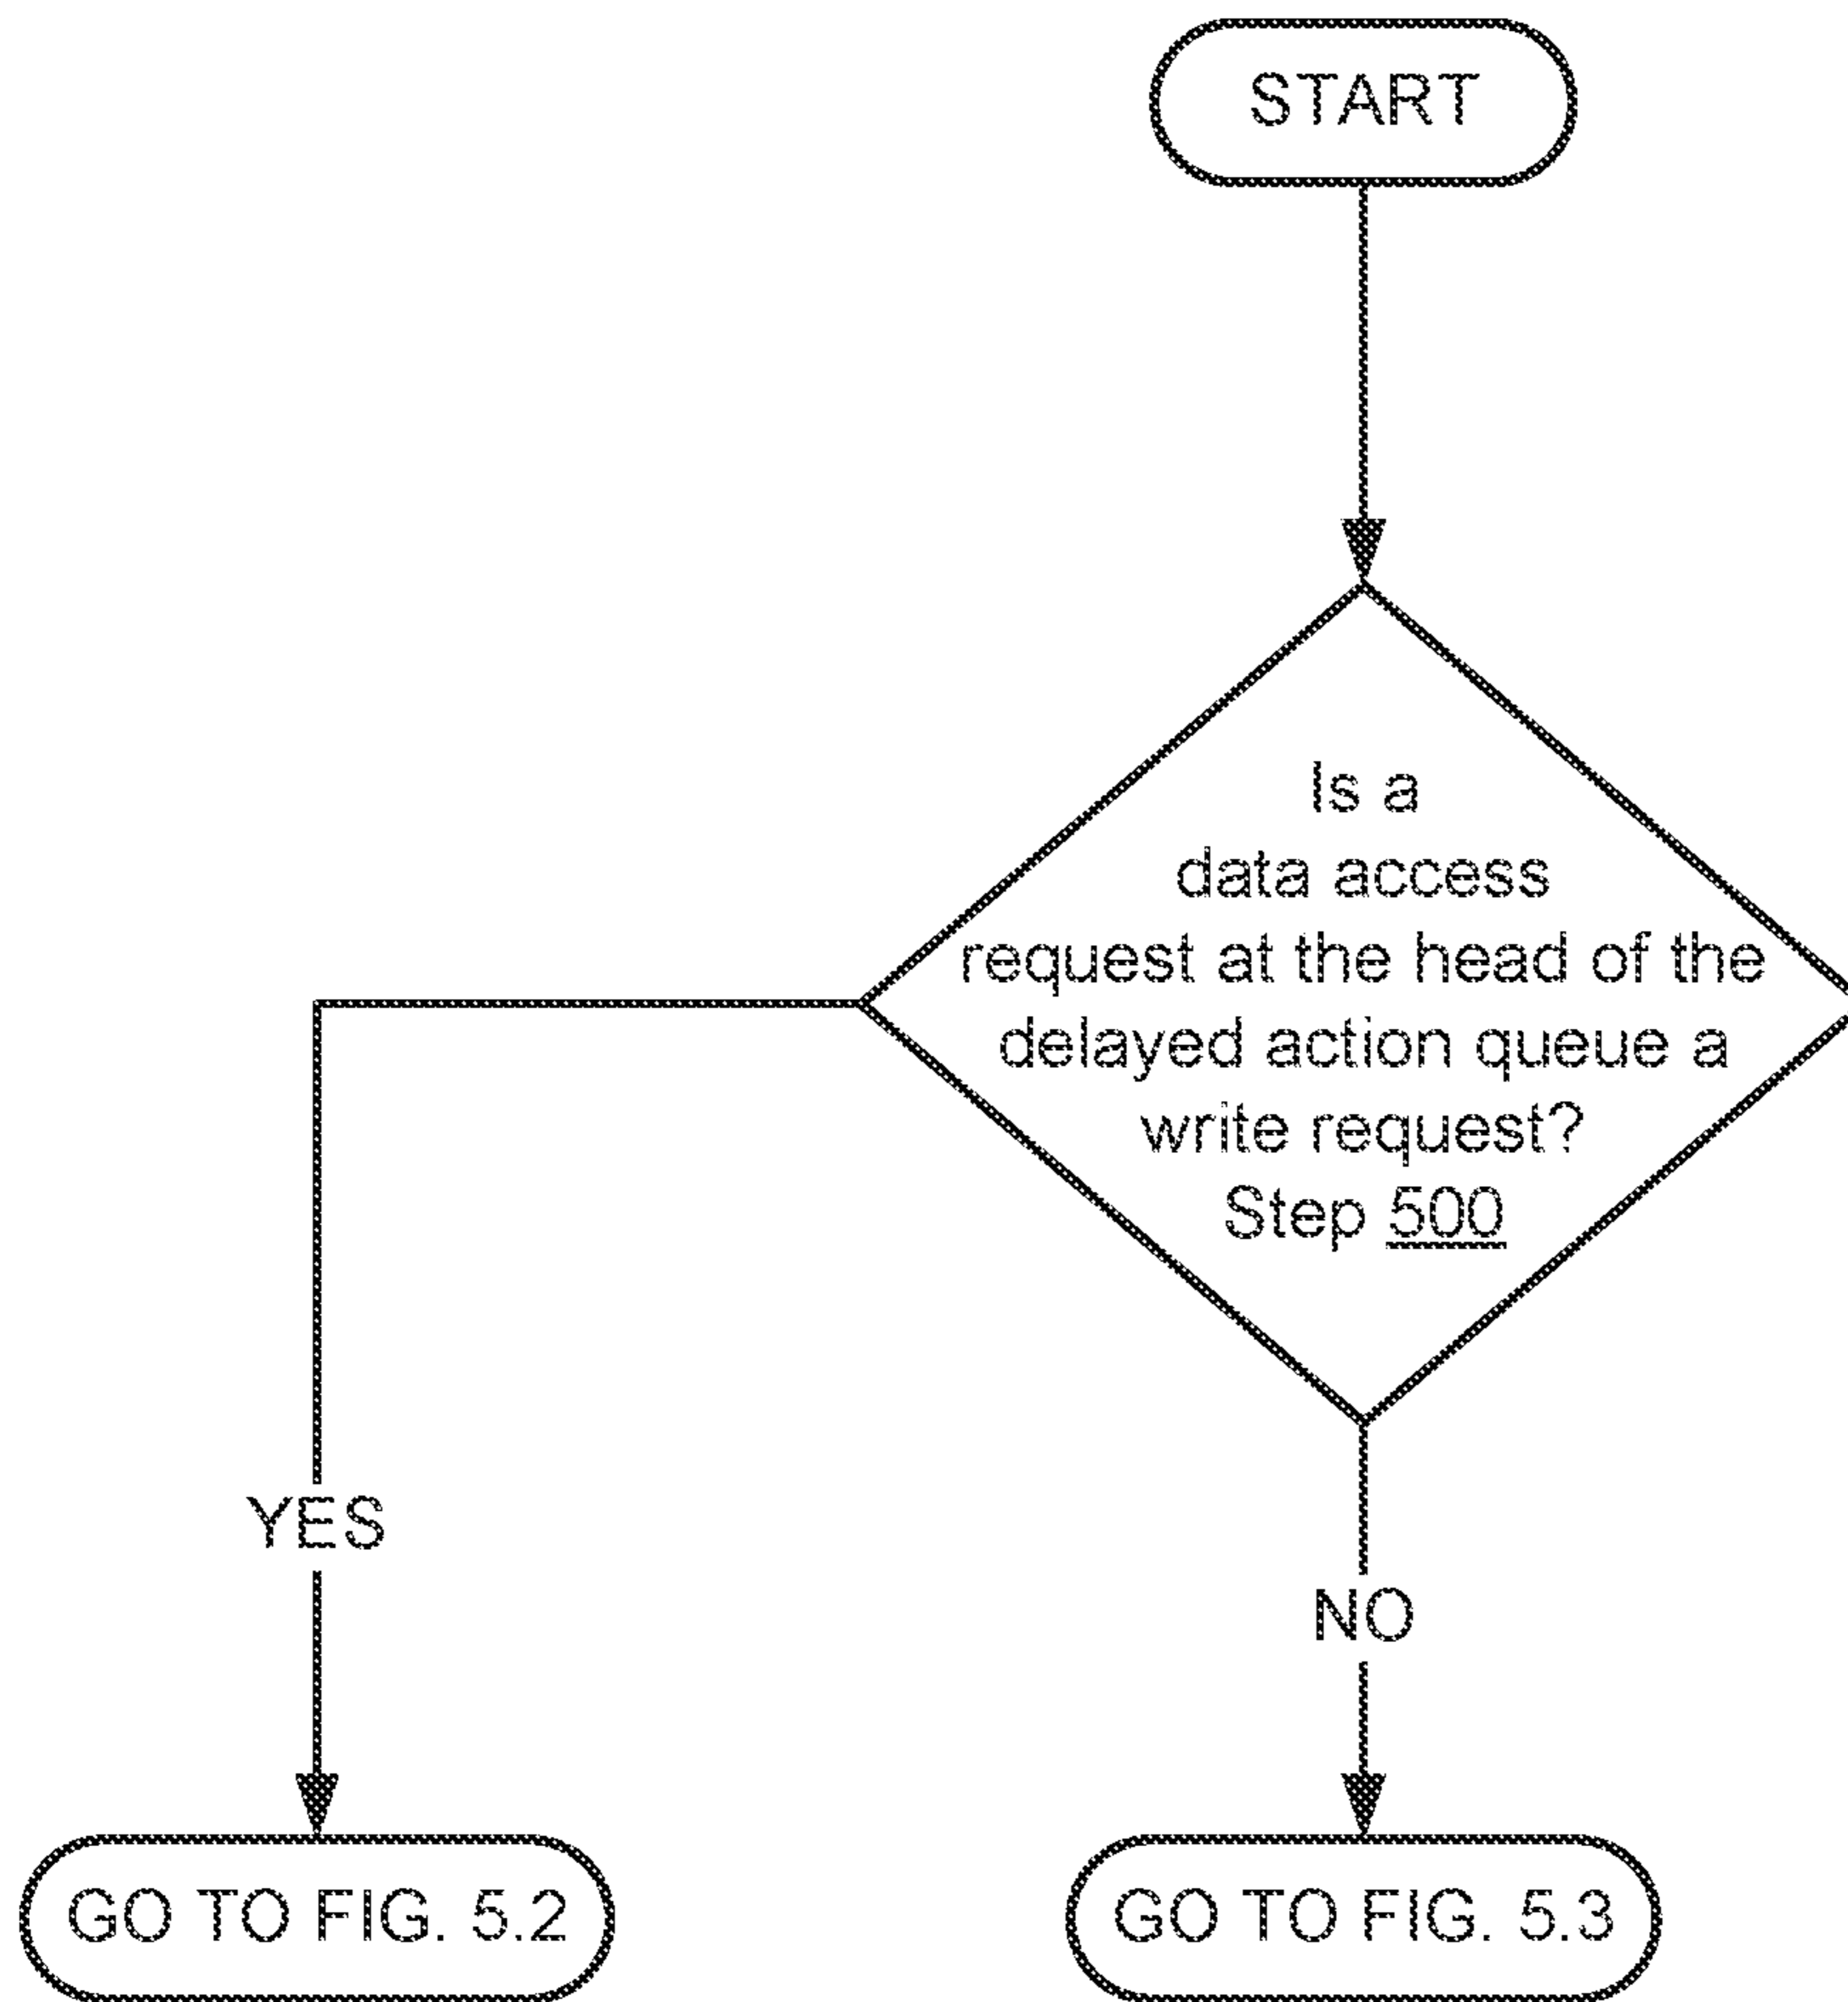 START
Is a
data access
request at the head of the
delayed action queue a
write request?
Step 500
YES
NO
GO TO FIG. 5.2
GO TO FIG. 5.3